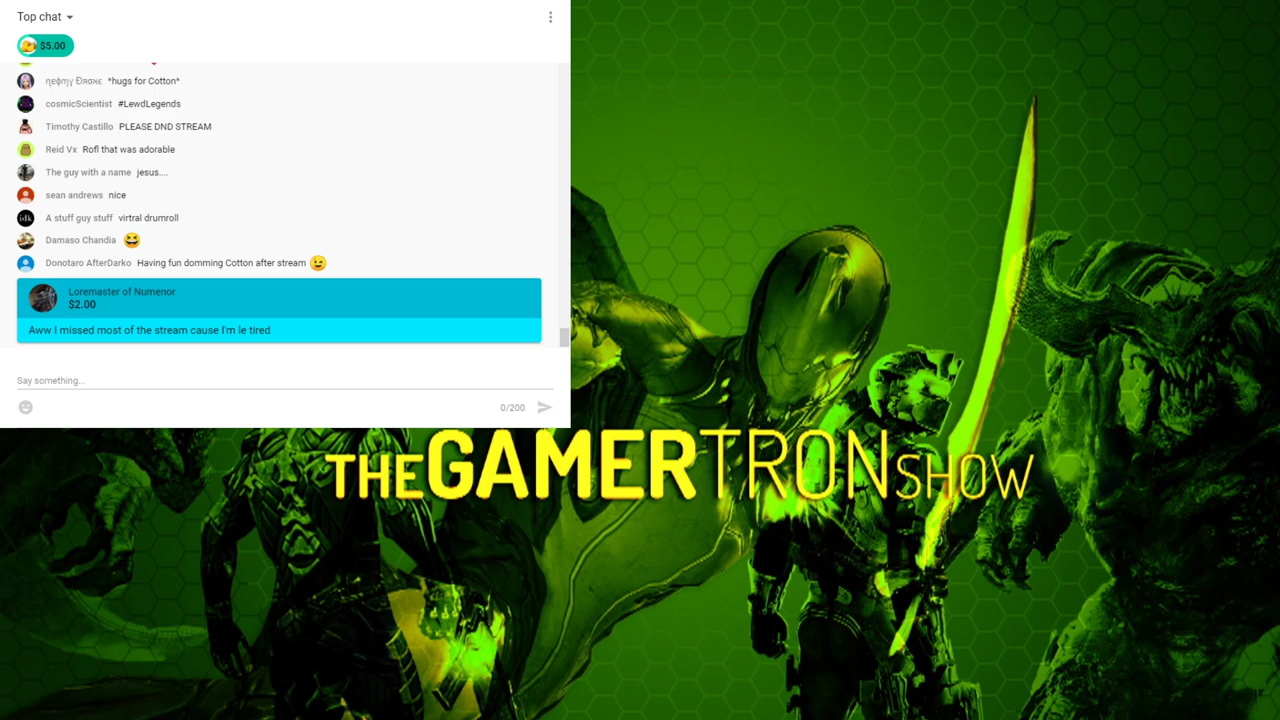 Top chat
$5.00
ηεφηγ Ðяσηε *hugs for Cotton*
cosmicScientist #LewdLegends
Timothy Castillo PLEASE DND STREAM
Reid Vx Rofl that was adorable
The guy with a name jesus....
sean andrews nice
idk
A stuff guy stuff virtral drumroll
Damaso Chandia 😆
Donotaro AfterDarko Having fun domming Cotton after stream 😉
Loremaster of Numenor
$2.00
Aww I missed most of the stream cause I'm le tired
Say something...
0/200
THEGAMERTRONSHOW